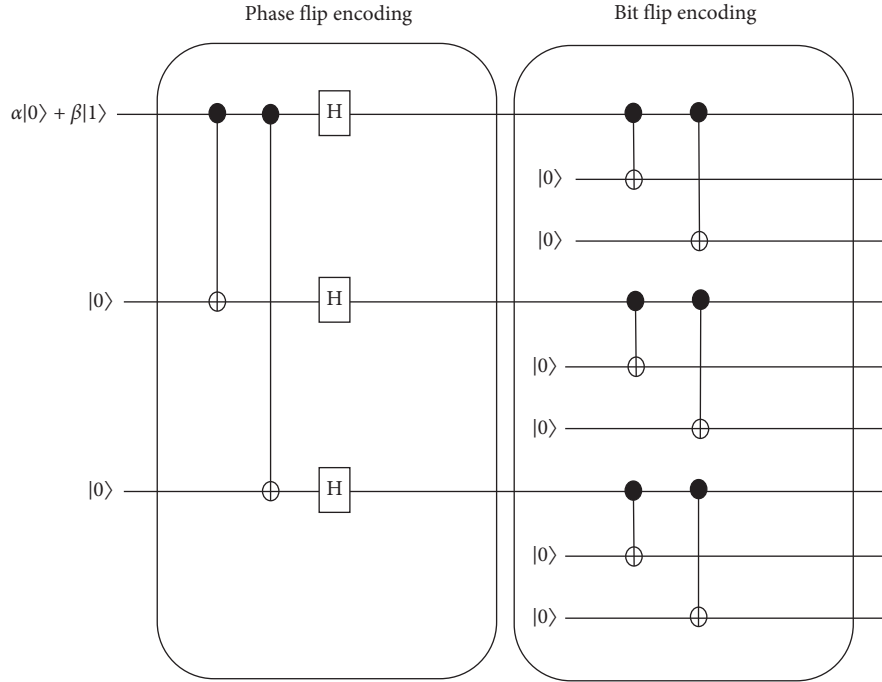 Phase flip encoding
Bit flip encoding
α|0⟩ + β|1⟩
H
|0⟩
|0⟩
|0⟩
H
|0⟩
|0⟩
|0⟩
H
|0⟩
|0⟩